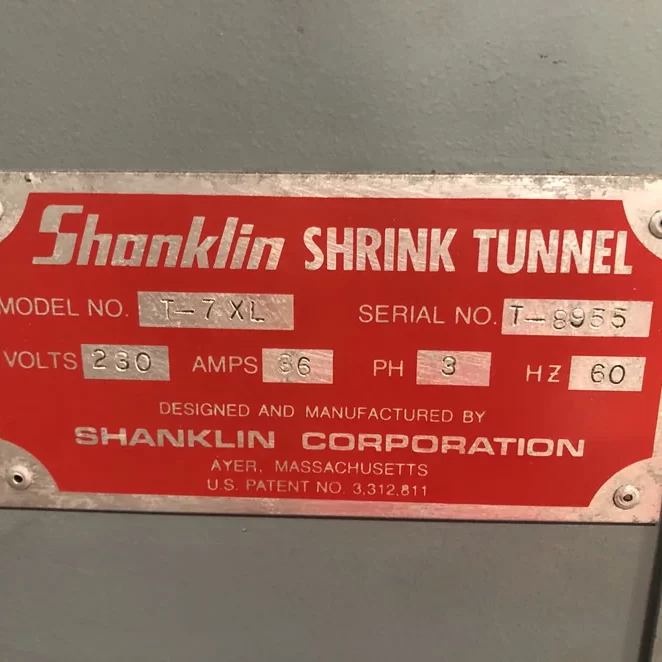 Shanklin SHRINK TUNNEL
MODEL NO. T-7XL SERIAL NO. T-8955
VOLTS 230 AMPS 36 PH 3 HZ 60
DESIGNED AND MANUFACTURED BY
SHANKLIN CORPORATION
AYER, MASSACHUSETTS
U.S. PATENT NO. 3,312,811